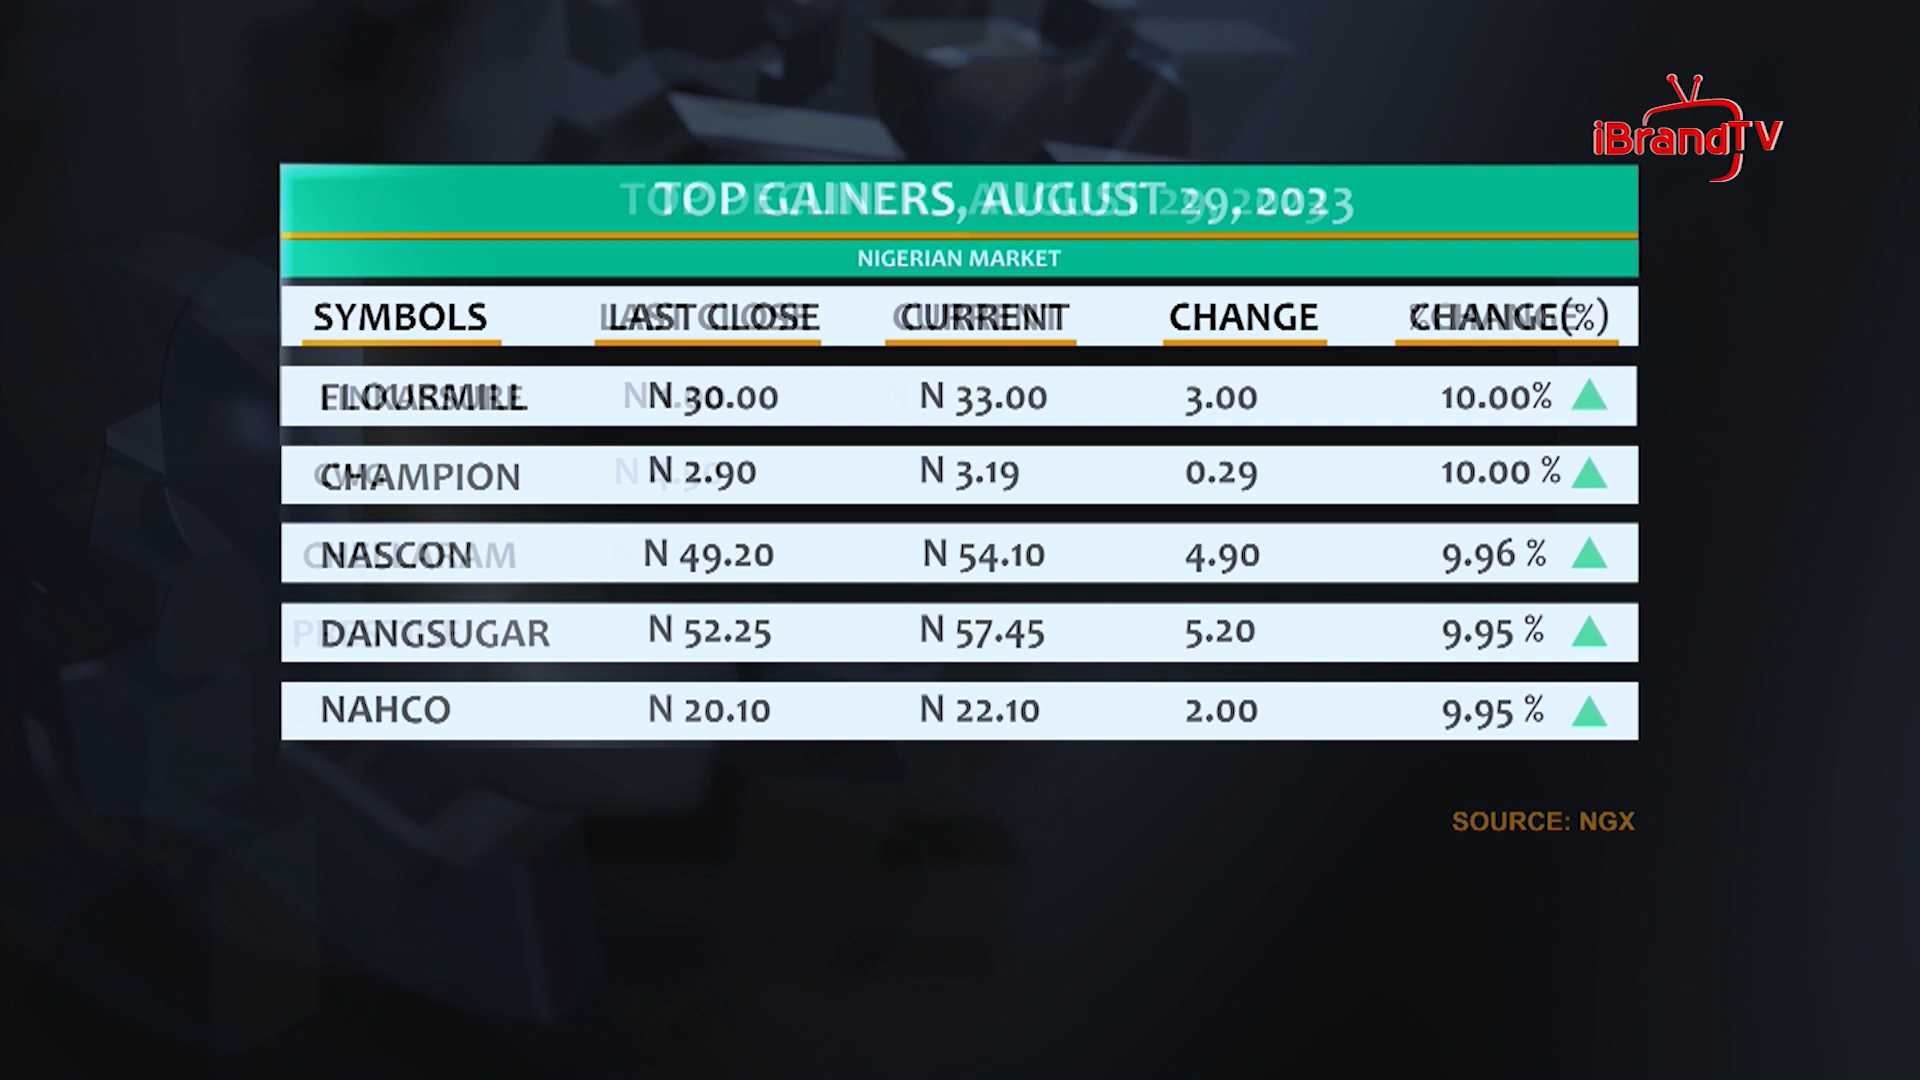 iBrandTV
TOP GAINERS, AUGUST 29, 2023
NIGERIAN MARKET
SYMBOLS LAST CLOSE CURRENT CHANGE CHANGE(%)
FLOURMILL N 30.00 N 33.00 3.00 10.00%
CHAMPION N 2.90 N 3.19 0.29 10.00 %
NASCON N 49.20 N 54.10 4.90 9.96 %
DANGSUGAR N 52.25 N 57.45 5.20 9.95 %
NAHCO N 20.10 N 22.10 2.00 9.95 %
SOURCE: NGX